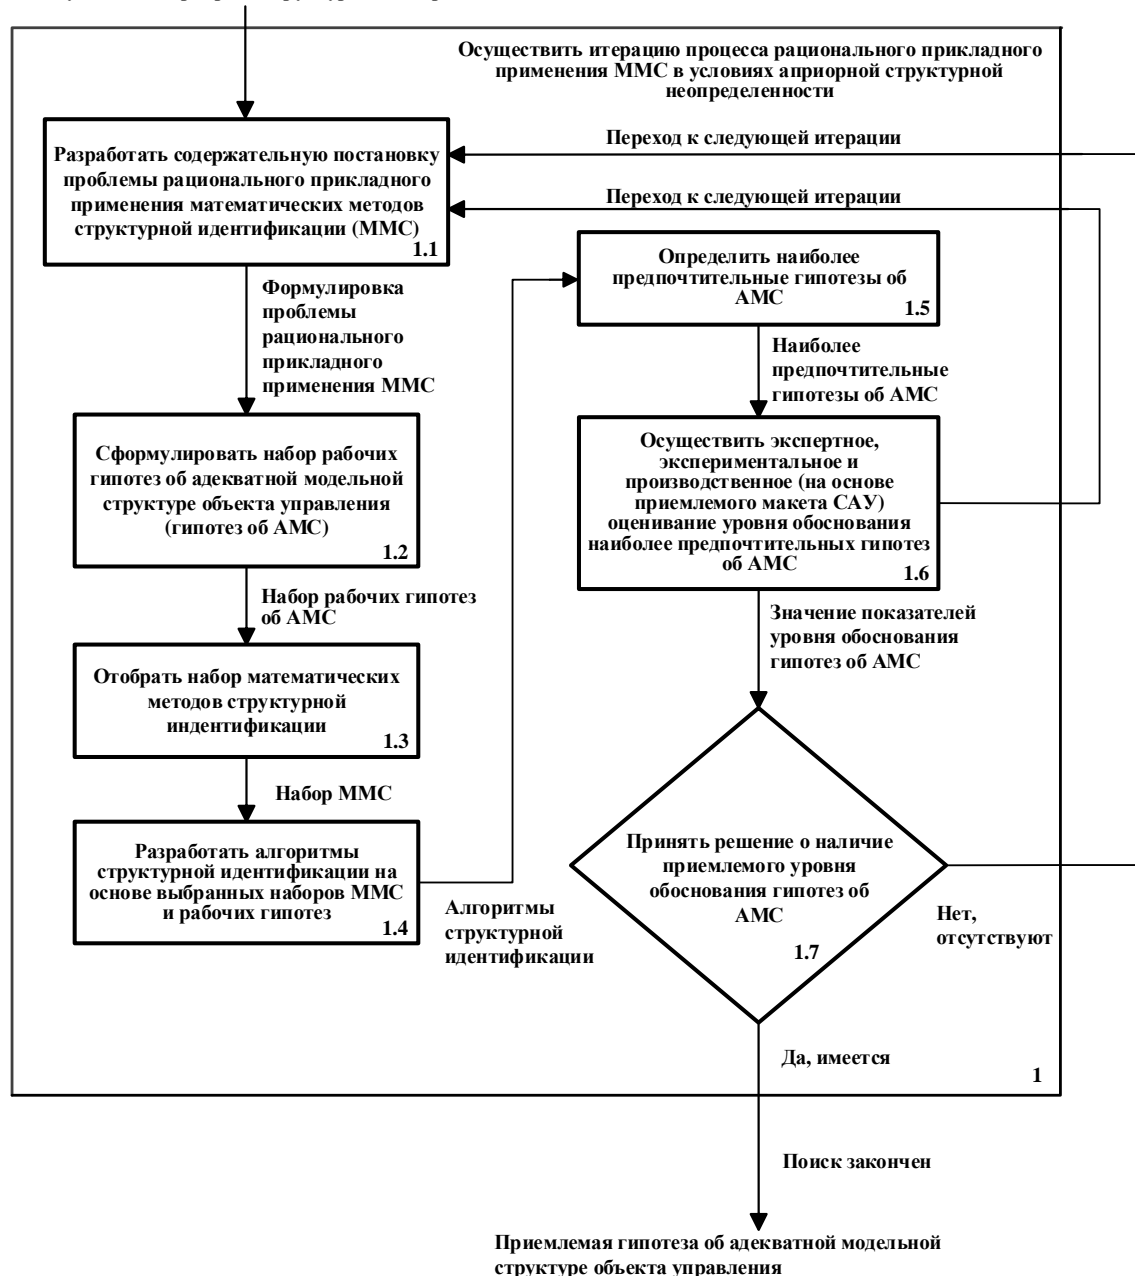 Осуществить итерацию процесса рационального прикладного
применения ММС в условиях априорной структурной
неопределенности
Переход к следующей итерации
Разработать содержательную постановку
проблемы рационального прикладного
применения математических методов
структурной идентификации (ММС)
1.1
Переход к следующей итерации
Формулировка
проблемы
рационального
прикладного
применения ММС
Сформулировать набор рабочих
гипотез об адекватной модельной
структуре объекта управления
(гипотез об АМС)
1.2
Набор рабочих гипотез
об АМС
Отобрать набор математических
методов структурной
индентификации
1.3
Набор ММС
Разработать алгоритмы
структурной идентификации на
основе выбранных наборов ММС
и рабочих гипотез
1.4
Алгоритмы
структурной
идентификации
Определить наиболее
предпочтительные гипотезы об
АМС
1.5
Наиболее
предпочтительные
гипотезы об АМС
Осуществить экспертное,
экспериментальное и
производственное (на основе
приемлемого макета САУ)
оценивание уровня обоснования
наиболее предпочтительных гипотез
об АМС
1.6
Значение показателей
уровня обоснования
гипотез об АМС
Принять решение о наличие
приемлемого уровня
обоснования гипотез об
АМС
1.7
Нет,
отсутствуют
Да, имеется
1
Поиск закончен
Приемлемая гипотеза об адекватной модельной
структуре объекта управления